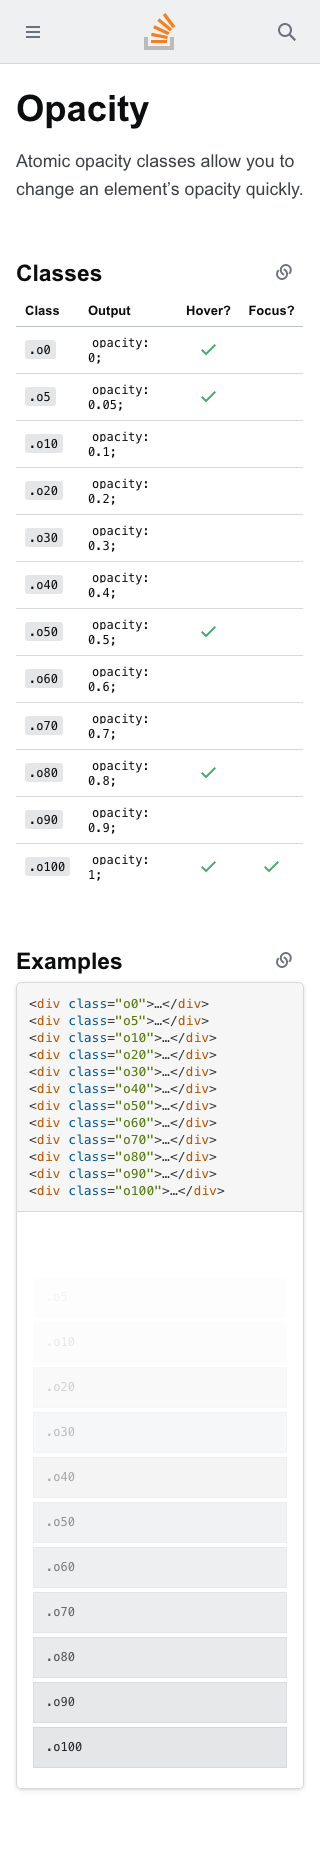 Opacity
Atomic opacity classes allow you to
change an element’s opacity quickly.
Classes
Class Output Hover? Focus?
.o0 opacity:
0;
.o5 opacity:
0.05;
.o10 opacity:
0.1;
.o20 opacity:
0.2;
.o30 opacity:
0.3;
.o40 opacity:
0.4;
.o50 opacity:
0.5;
.o60 opacity:
0.6;
.o70 opacity:
0.7;
.o80 opacity:
0.8;
.o90 opacity:
0.9;
.o100 opacity:
1;
Examples
<div class="o0">…</div>
<div class="o5">…</div>
<div class="o10">…</div>
<div class="o20">…</div>
<div class="o30">…</div>
<div class="o40">…</div>
<div class="o50">…</div>
<div class="o60">…</div>
<div class="o70">…</div>
<div class="o80">…</div>
<div class="o90">…</div>
<div class="o100">…</div>
.o5
.o10
.o20
.o30
.o40
.o50
.o60
.o70
.o80
.o90
.o100